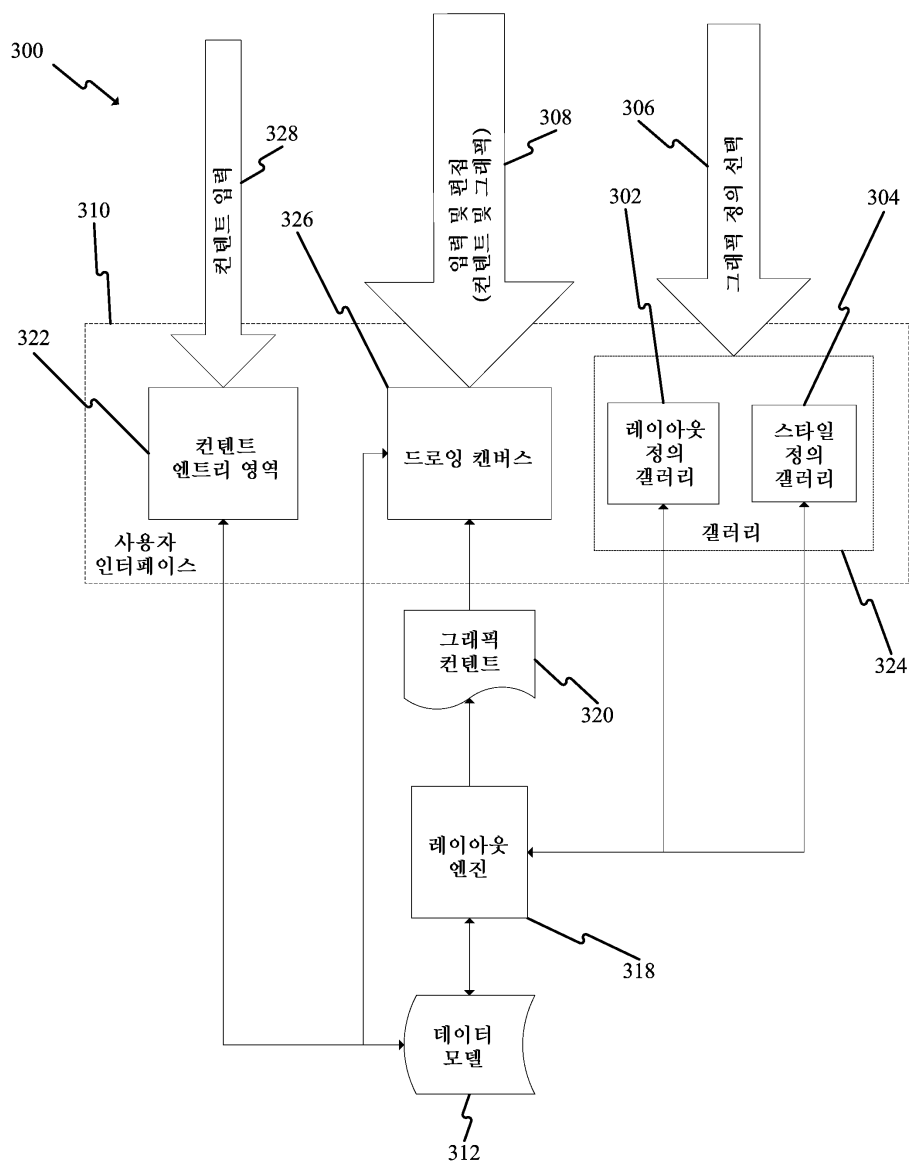 300
328
308
306
컨텐트 입력
입력 및 편집
(컨텐트 및 그래픽)
그래픽 정의 선택
310
326
302
304
322
컨텐트
엔트리 영역
드로잉 캔버스
레이아웃
정의
갤러리
스타일
정의
갤러리
갤러리
사용자
인터페이스
그래픽
컨텐트
324
320
레이아웃
엔진
318
데이터
모델
312